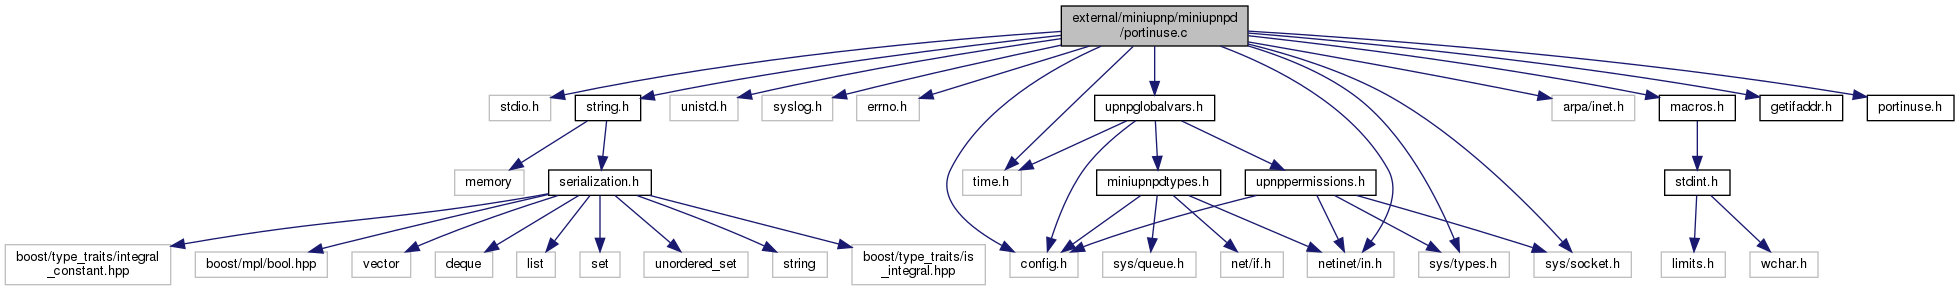 external/miniupnp/miniupnpd
/portinuse.c
stdio.h
string.h
unistd.h
syslog.h
errno.h
upnpglobalvars.h
arpa/inet.h
macros.h
getifaddr.h
portinuse.h
memory
serialization.h
time.h
miniupnpdtypes.h
upnppermissions.h
stdint.h
boost/type_traits/integral
_constant.hpp
boost/mpl/bool.hpp
vector
deque
list
set
unordered_set
string
boost/type_traits/is
_integral.hpp
config.h
sys/queue.h
net/if.h
netinet/in.h
sys/types.h
sys/socket.h
limits.h
wchar.h